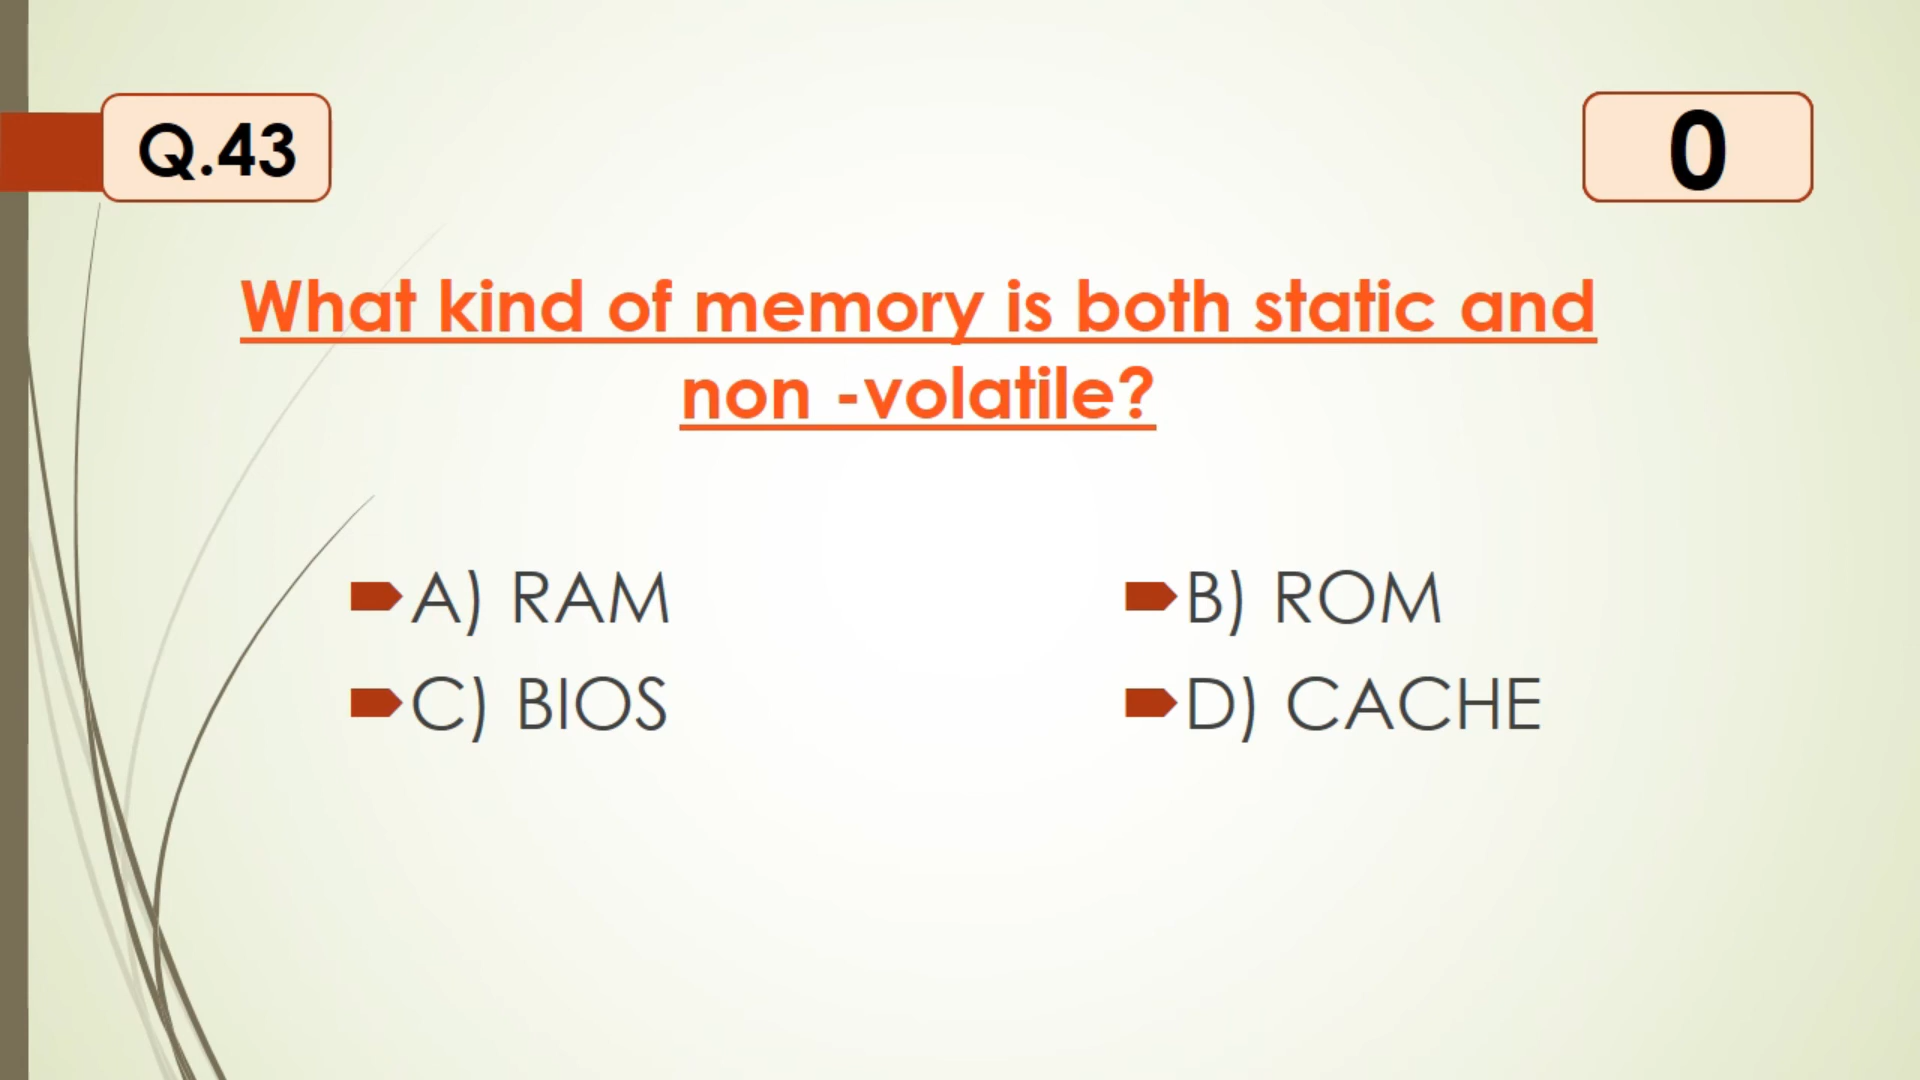 Q.43
0
What kind of memory is both static and
non -volatile?
A) RAM
B) ROM
C) BIOS
D) CACHE